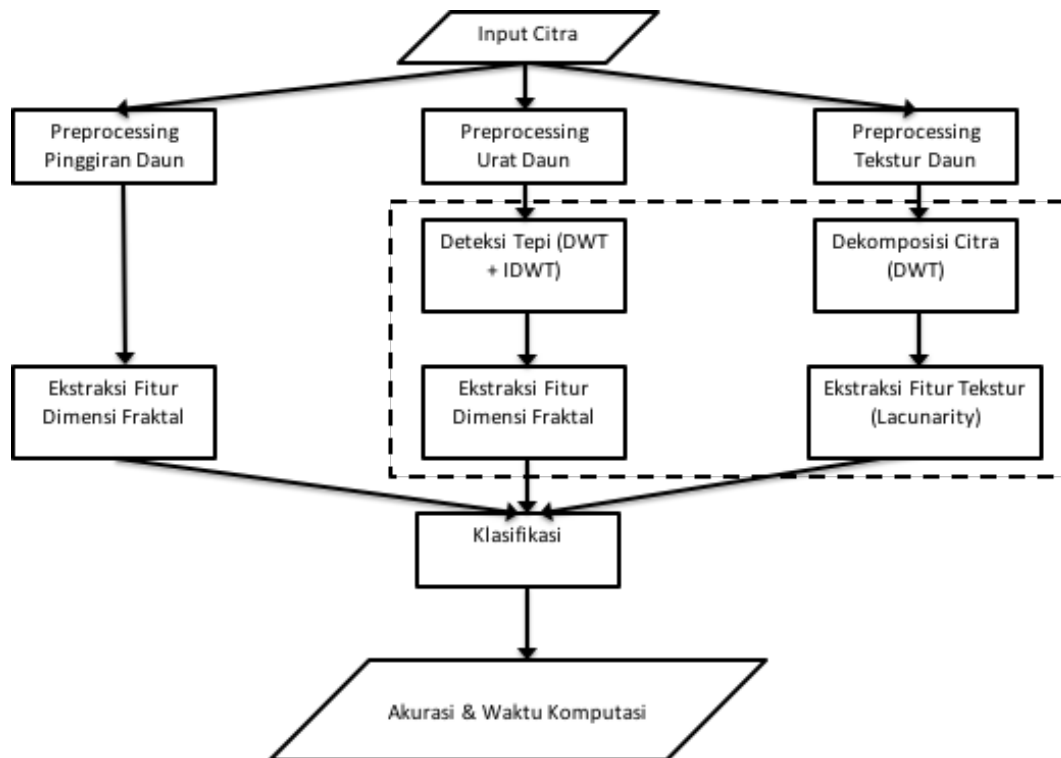 Input Citra
Preprocessing
Pinggiran Daun
Preprocessing
Urat Daun
Preprocessing
Tekstur Daun
Deteksi Tepi (DWT
+ IDWT)
Dekomposisi Citra
(DWT)
Ekstraksi Fitur
Dimensi Fraktal
Ekstraksi Fitur
Dimensi Fraktal
Ekstraksi Fitur Tekstur
(Lacunarity)
Klasifikasi
Akurasi & Waktu Komputasi